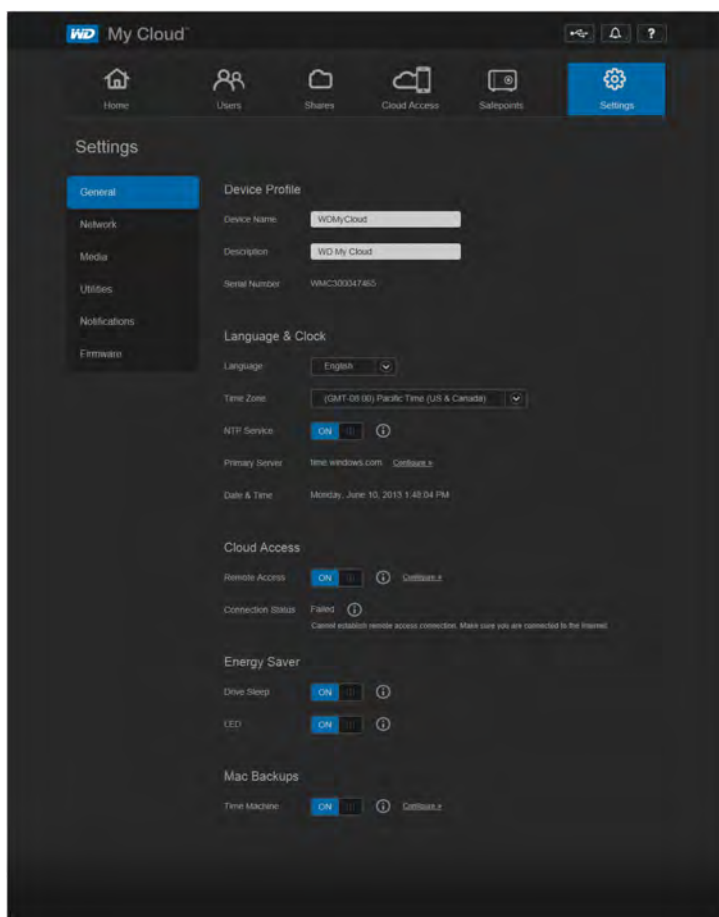 WD My Cloud™
?
Home Users Shares Cloud Access Safepoints Settings
Settings
General
Network
Media
Utilities
Notifications
Firmware
Device Profile
Device Name WDMyCloud
Description WD My Cloud
Serial Number WMC300047465
Language & Clock
Language English
Time Zone (GMT-08:00) Pacific Time (US & Canada)
NTP Service ON
Primary Server time.windows.com Configure »
Date & Time Monday, June 10, 2013 1:48:04 PM
Cloud Access
Remote Access ON Configure »
Connection Status Failed
Cannot establish remote access connection. Make sure you are connected to the Internet.
Energy Saver
Drive Sleep ON
LED ON
Mac Backups
Time Machine ON Configure »